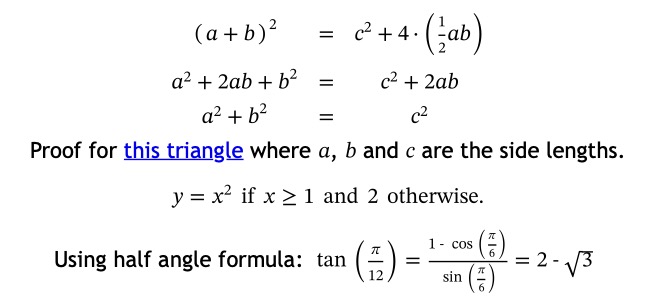 (a + b)² = c² + 4 · (½ab)
a² + 2ab + b² = c² + 2ab
a² + b² = c²
Proof for this triangle where a, b and c are the side lengths.
y = x² if x ≥ 1 and 2 otherwise.
Using half angle formula: tan (π/12) = (1 - cos (π/6))/(sin (π/6)) = 2 - √3